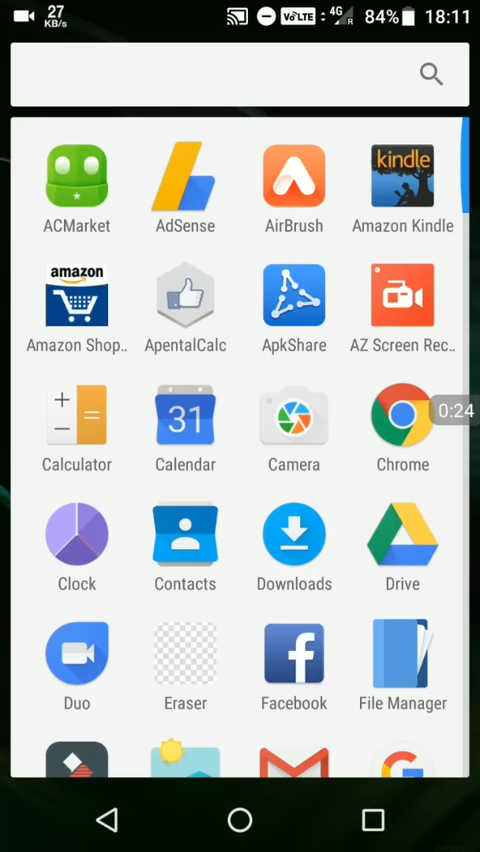 27
KB/s
VoLTE
4G
R
84%
18:11
ACMarket
AdSense
AirBrush
kindle
Amazon Kindle
amazon
Amazon Shop..
ApentalCalc
ApkShare
AZ Screen Rec..
31
0:24
Calculator
Calendar
Camera
Chrome
Clock
Contacts
Downloads
Drive
Duo
Eraser
Facebook
File Manager